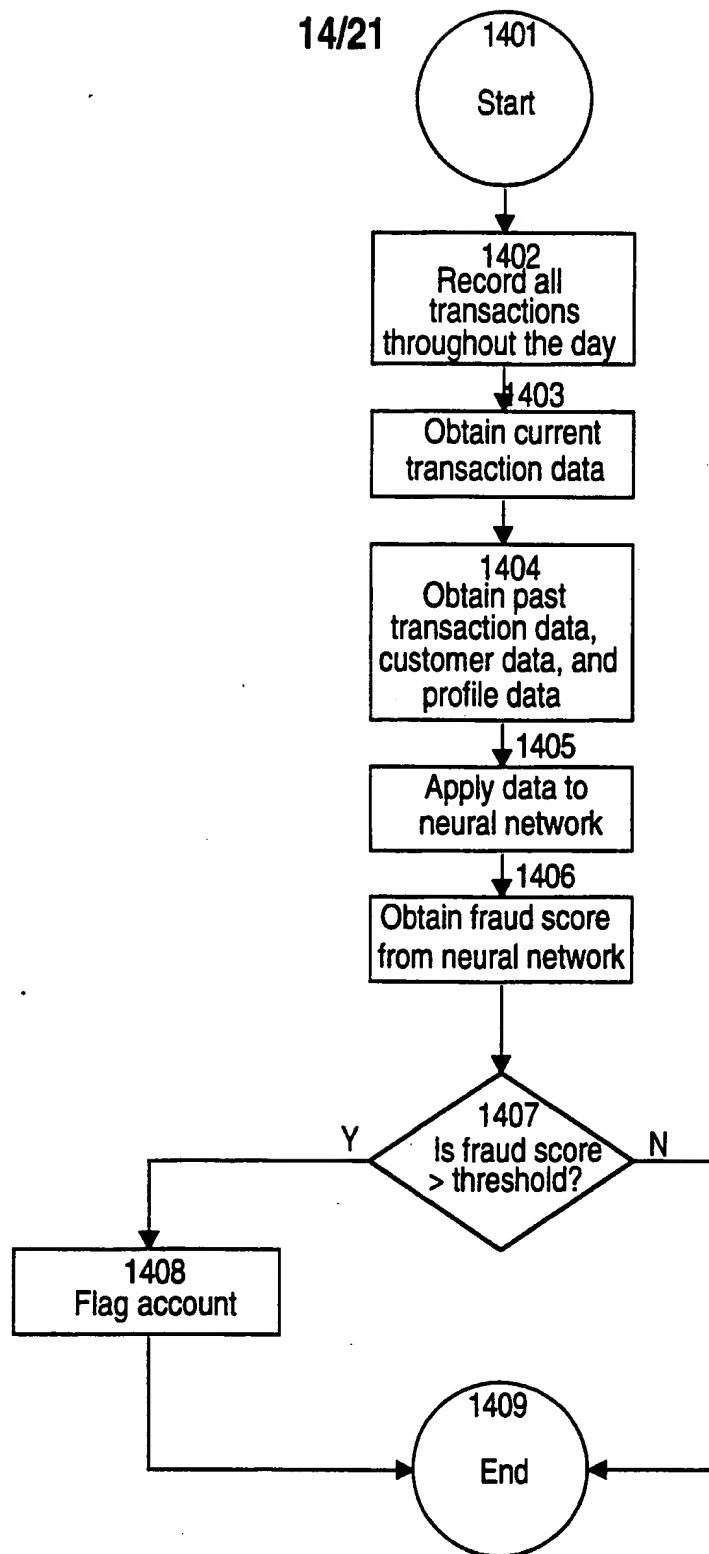 14/21
1401
Start
1402
Record all
transactions
throughout the day
1403
Obtain current
transaction data
1404
Obtain past
transaction data,
customer data, and
profile data
1405
Apply data to
neural network
1406
Obtain fraud score
from neural network
1407
Y
N
Is fraud score
> threshold?
1408
Flag account
1409
End